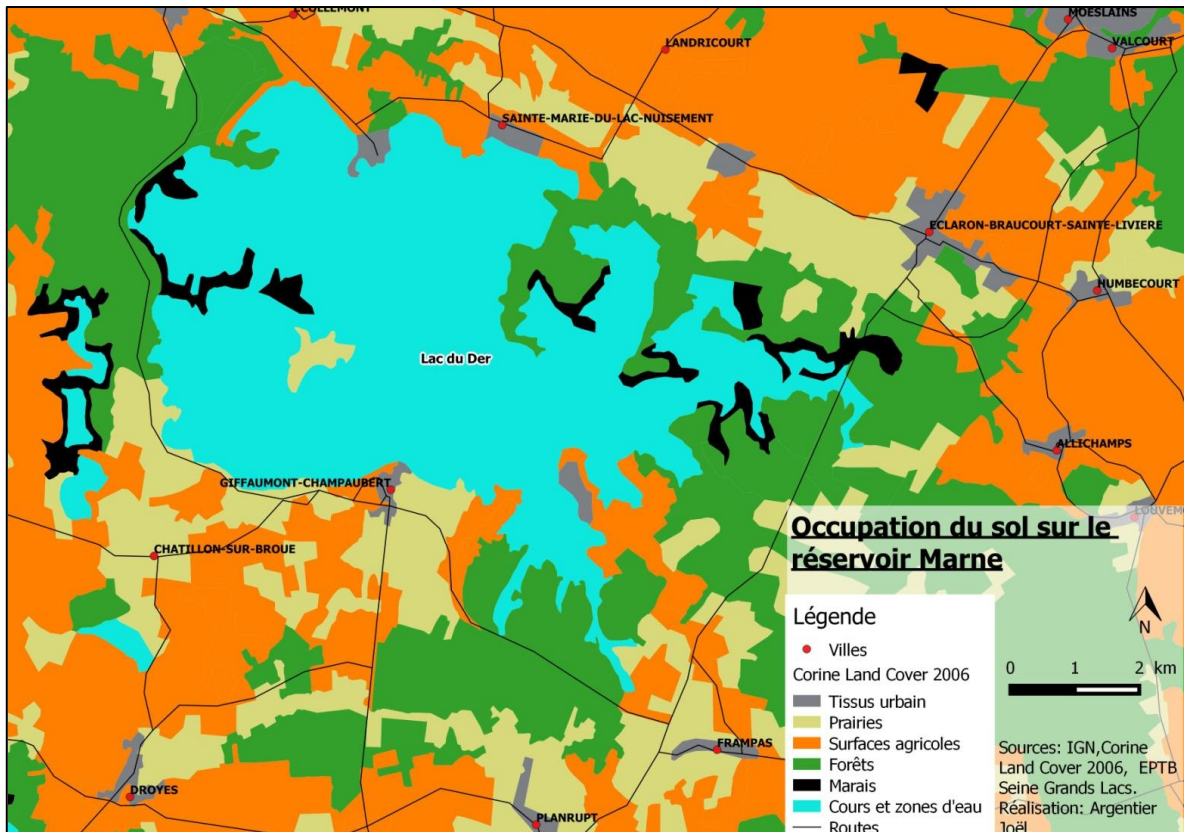 ECOLLEMONT
MOESLAINS
LANDRICOURT
VALCOURT
SAINTE-MARIE-DU-LAC-NUISEMENT
ECLARON-BRAUCOURT-SAINTE-LIVIERE
HUMBECOURT
Lac du Der
ALLICHAMPS
GIFFAUMONT-CHAMPAUBERT
CHATILLON-SUR-BROUE
LOUVEMO
Occupation du sol sur le
réservoir Marne
Légende
Villes
Corine Land Cover 2006
Tissus urbain
Prairies
Surfaces agricoles
Forêts
Marais
Cours et zones d'eau
Routes
N
0 1 2 km
Sources: IGN,Corine
Land Cover 2006, EPTB
Seine Grands Lacs.
Réalisation: Argentier
Joël
FRAMPAS
DROYES
PLANRUPT